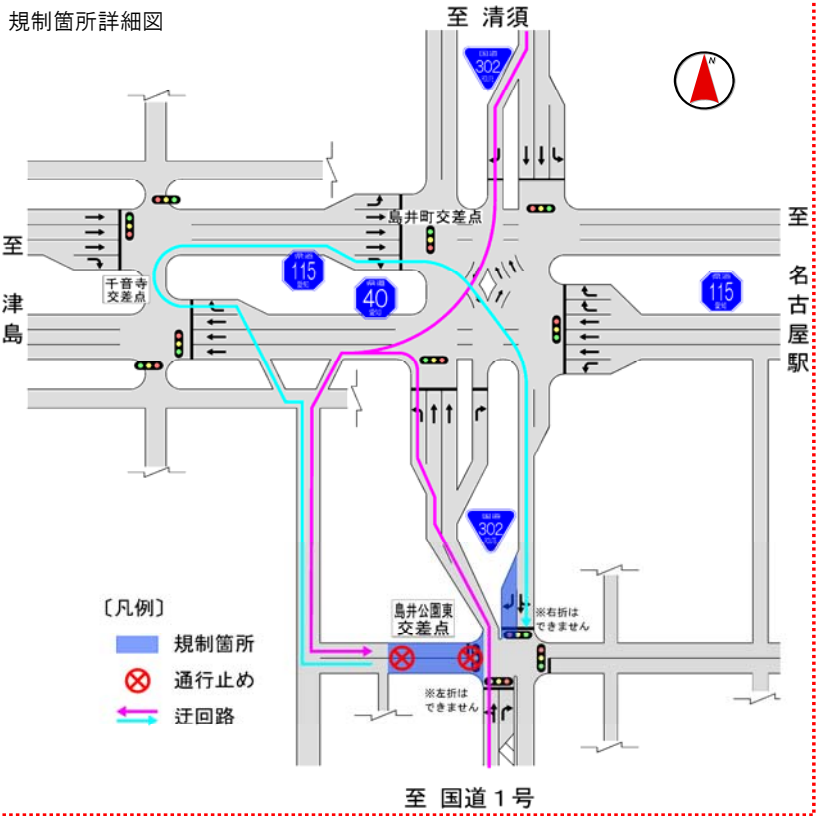 規制箇所詳細図
至 清須
302
ROUTE
N
島井町交差点
至
至
115
千音寺
交差点
40
115
津
島
名
古
屋
駅
302
ROUTE
〔凡例〕
規制箇所
通行止め
迂回路
島井公園東
交差点
※右折は
できません
※左折は
できません
至 国道1号